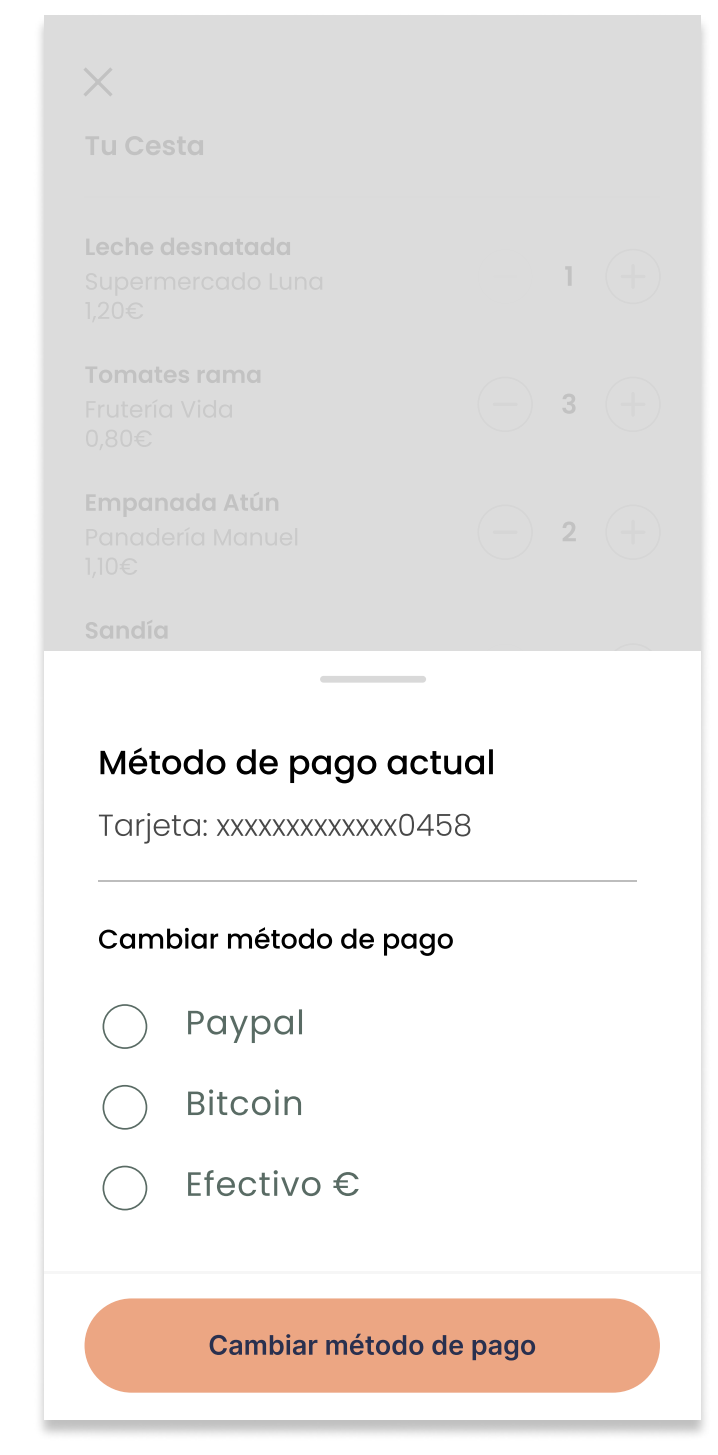 Tu Cesta
Leche desnatada
Supermercado Luna
1,20€
1
Tomates rama
Frutería Vida
0,80€
3
Empanada Atún
Panadería Manuel
1,10€
2
Sandía
Método de pago actual
Tarjeta: xxxxxxxxxxxxx0458
Cambiar método de pago
Paypal
Bitcoin
Efectivo €
Cambiar método de pago